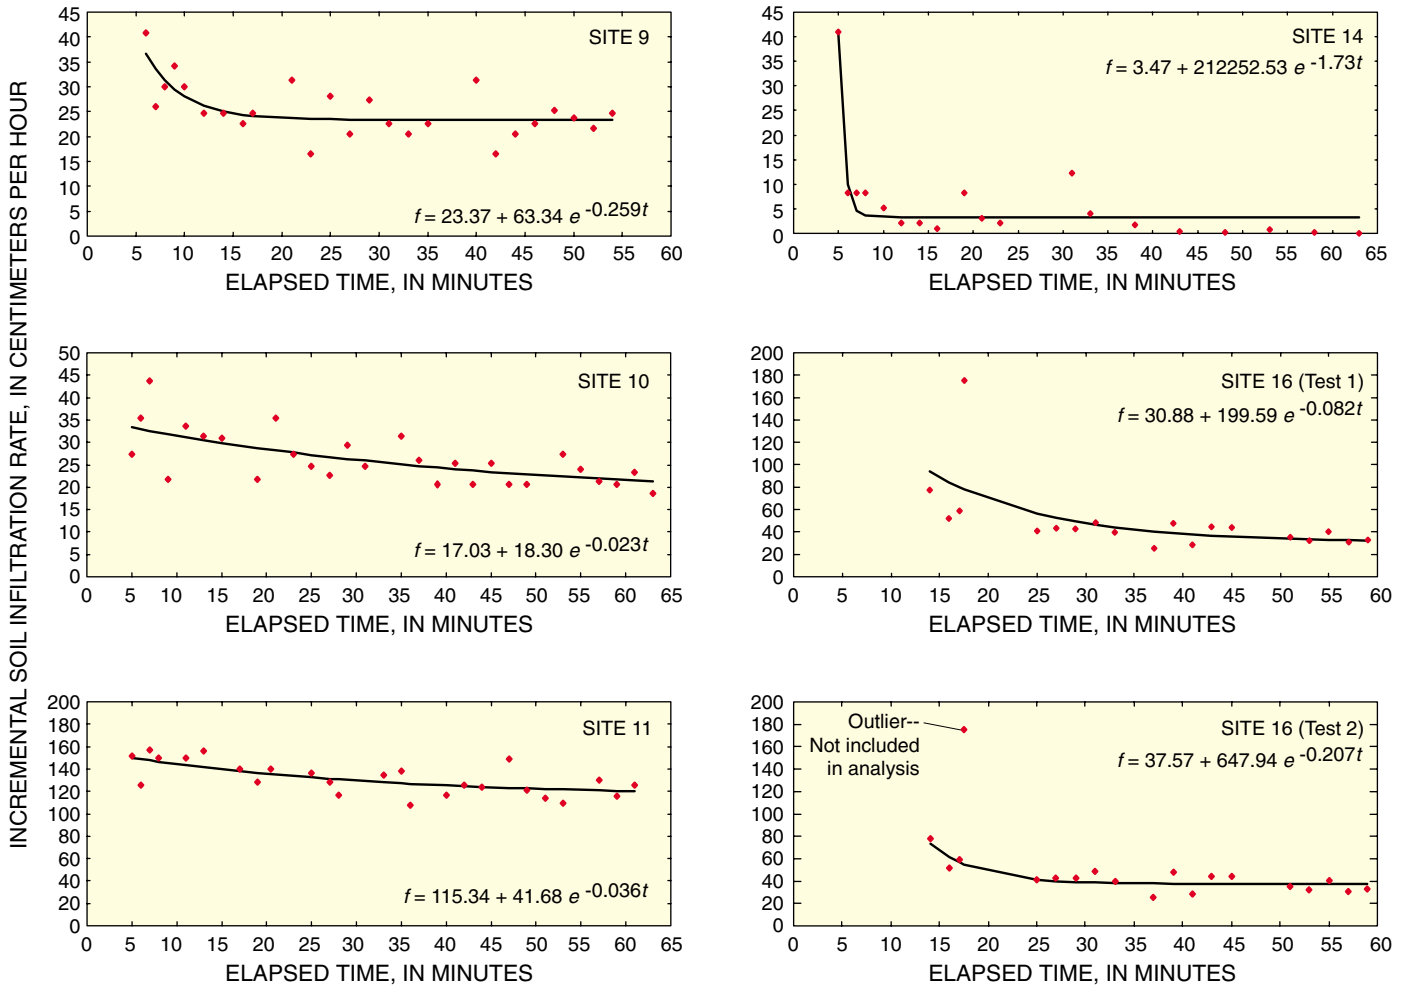 INCREMENTAL SOIL INFILTRATION RATE, IN CENTIMETERS PER HOUR
45
40
35
30
25
20
15
10
5
0
SITE 9
f = 23.37 + 63.34 e -0.259t
0 5 10 15 20 25 30 35 40 45 50 55 60
ELAPSED TIME, IN MINUTES
45
40
35
30
25
20
15
10
5
0
SITE 14
f = 3.47 + 212252.53 e -1.73t
0 5 10 15 20 25 30 35 40 45 50 55 60 65
ELAPSED TIME, IN MINUTES
50
45
40
35
30
25
20
15
10
5
0
SITE 10
f = 17.03 + 18.30 e -0.023t
0 5 10 15 20 25 30 35 40 45 50 55 60 65
ELAPSED TIME, IN MINUTES
200
180
160
140
120
100
80
60
40
20
0
SITE 16 (Test 1)
f = 30.88 + 199.59 e -0.082t
0 5 10 15 20 25 30 35 40 45 50 55 60
ELAPSED TIME, IN MINUTES
200
180
160
140
120
100
80
60
40
20
0
SITE 11
f = 115.34 + 41.68 e -0.036t
0 5 10 15 20 25 30 35 40 45 50 55 60 65
ELAPSED TIME, IN MINUTES
200
180
160
140
120
100
80
60
40
20
0
Outlier--
Not included
in analysis
SITE 16 (Test 2)
f = 37.57 + 647.94 e -0.207t
0 5 10 15 20 25 30 35 40 45 50 55 60
ELAPSED TIME, IN MINUTES